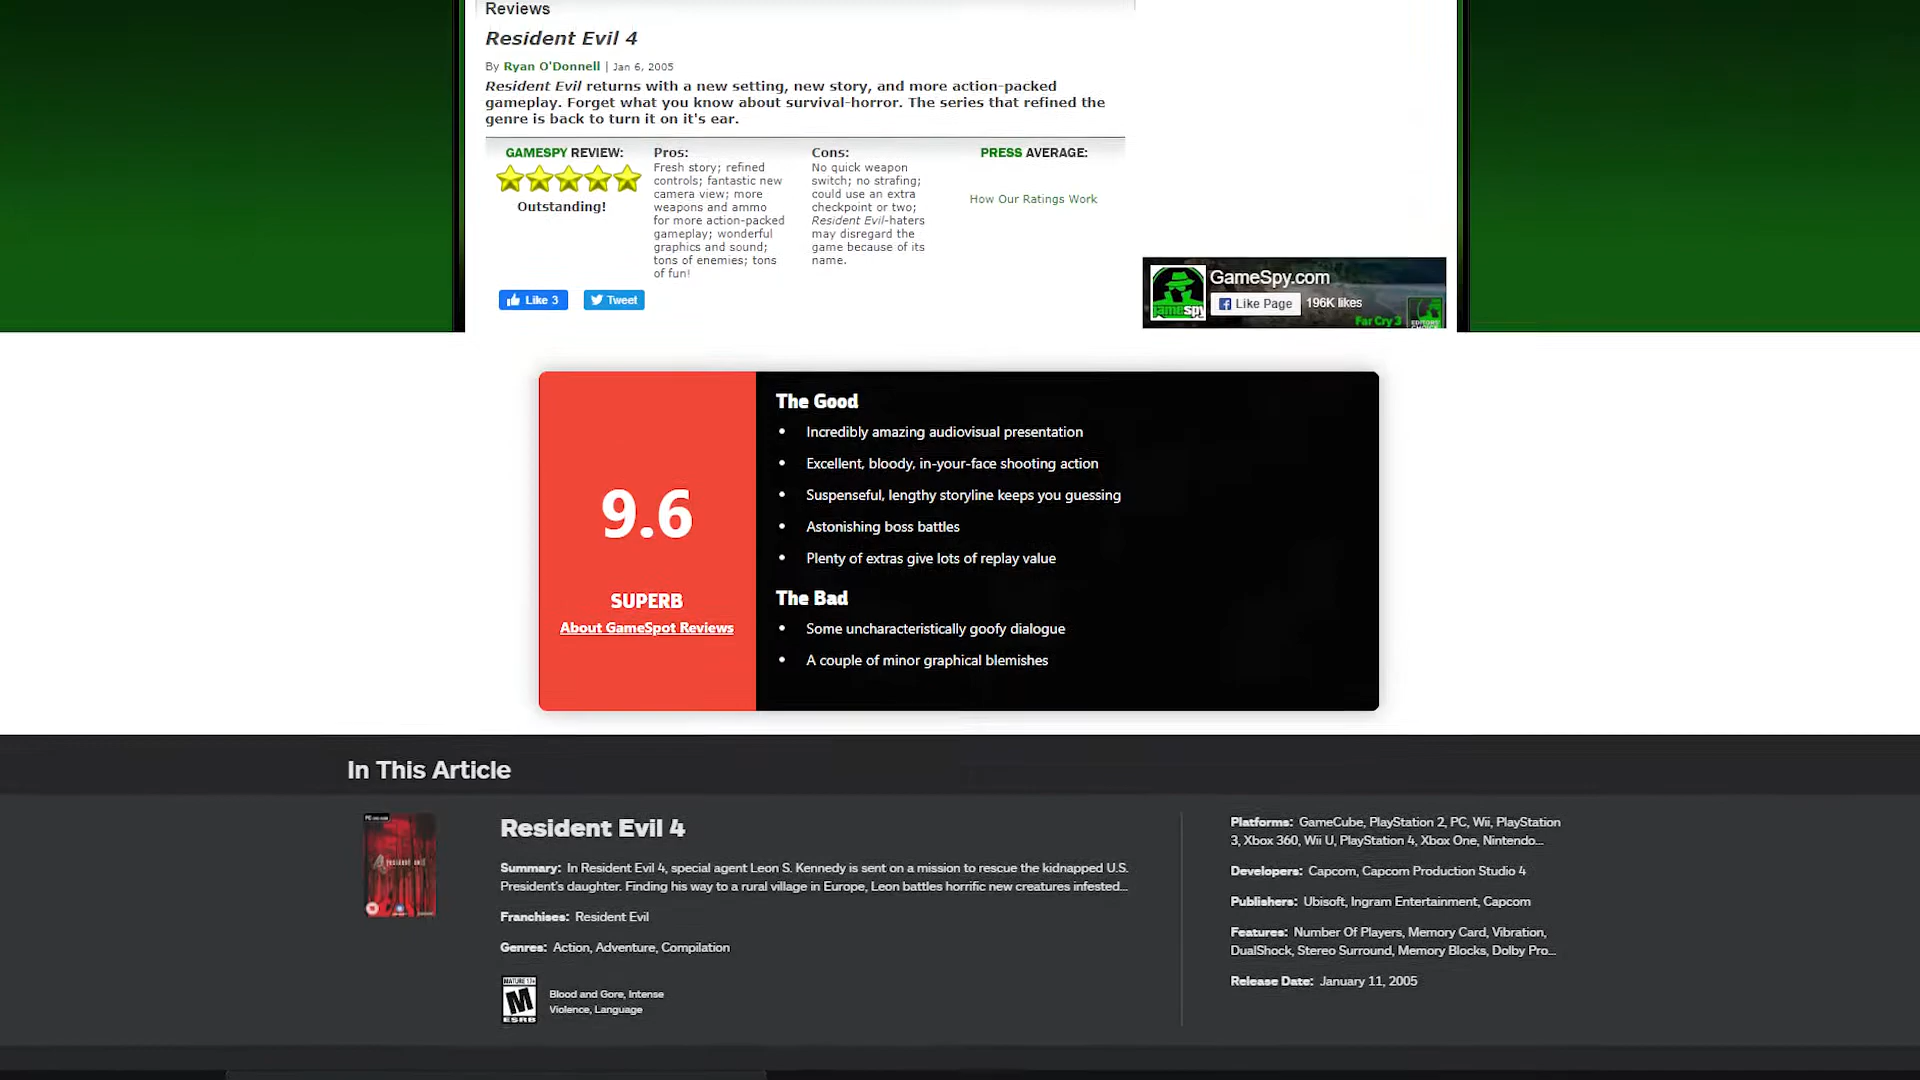 Reviews
Resident Evil 4
By Ryan O'Donnell | Jan 6, 2005
Resident Evil returns with a new setting, new story, and more action-packed
gameplay. Forget what you know about survival-horror. The series that refined the
genre is back to turn it on it's ear.
GAMESPY REVIEW:
Outstanding!
Pros:
Fresh story; refined
controls; fantastic new
camera view; more
weapons and ammo
for more action-packed
gameplay; wonderful
graphics and sound;
tons of enemies; tons
of fun!
Cons:
No quick weapon
switch; no strafing;
could use an extra
checkpoint or two;
Resident Evil-haters
may disregard the
game because of its
name.
PRESS AVERAGE:
How Our Ratings Work
Like 3
Tweet
GameSpy.com
Like Page
196K likes
gamespy
Far Cry 3
9.6
SUPERB
About GameSpot Reviews
The Good
Incredibly amazing audiovisual presentation
Excellent, bloody, in-your-face shooting action
Suspenseful, lengthy storyline keeps you guessing
Astonishing boss battles
Plenty of extras give lots of replay value
The Bad
Some uncharacteristically goofy dialogue
A couple of minor graphical blemishes
In This Article
Resident Evil 4
Summary: In Resident Evil 4, special agent Leon S. Kennedy is sent on a mission to rescue the kidnapped U.S.
President's daughter. Finding his way to a rural village in Europe, Leon battles horrific new creatures infested...
Franchises: Resident Evil
Genres: Action, Adventure, Compilation
MATURE 17+
M
ESRB
Blood and Gore, Intense
Violence, Language
Platforms: GameCube, PlayStation 2, PC, Wii, PlayStation
3, Xbox 360, Wii U, PlayStation 4, Xbox One, Nintendo...
Developers: Capcom, Capcom Production Studio 4
Publishers: Ubisoft, Ingram Entertainment, Capcom
Features: Number Of Players, Memory Card, Vibration,
DualShock, Stereo Surround, Memory Blocks, Dolby Pro...
Release Date: January 11, 2005